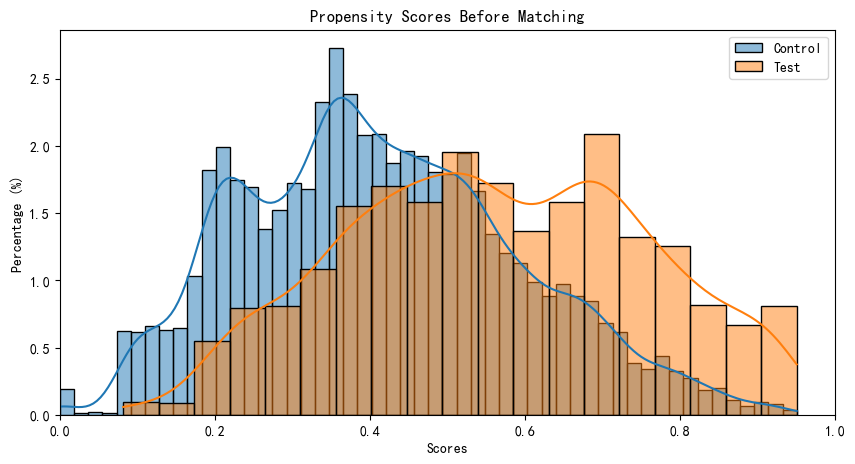 Propensity Scores Before Matching
Control
Test
Percentage (%)
2.5
2.0
1.5
1.0
0.5
0.0
0.0 0.2 0.4 0.6 0.8 1.0
Scores